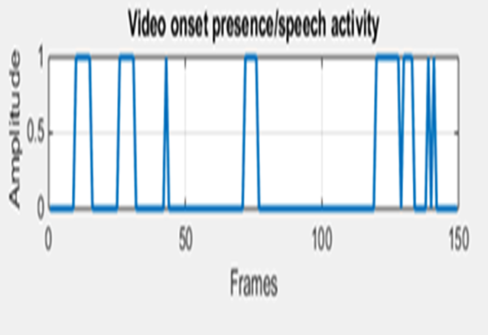 Video onset presence/speech activity
Amplitude
1
0.5
0
0 50 100 150
Frames